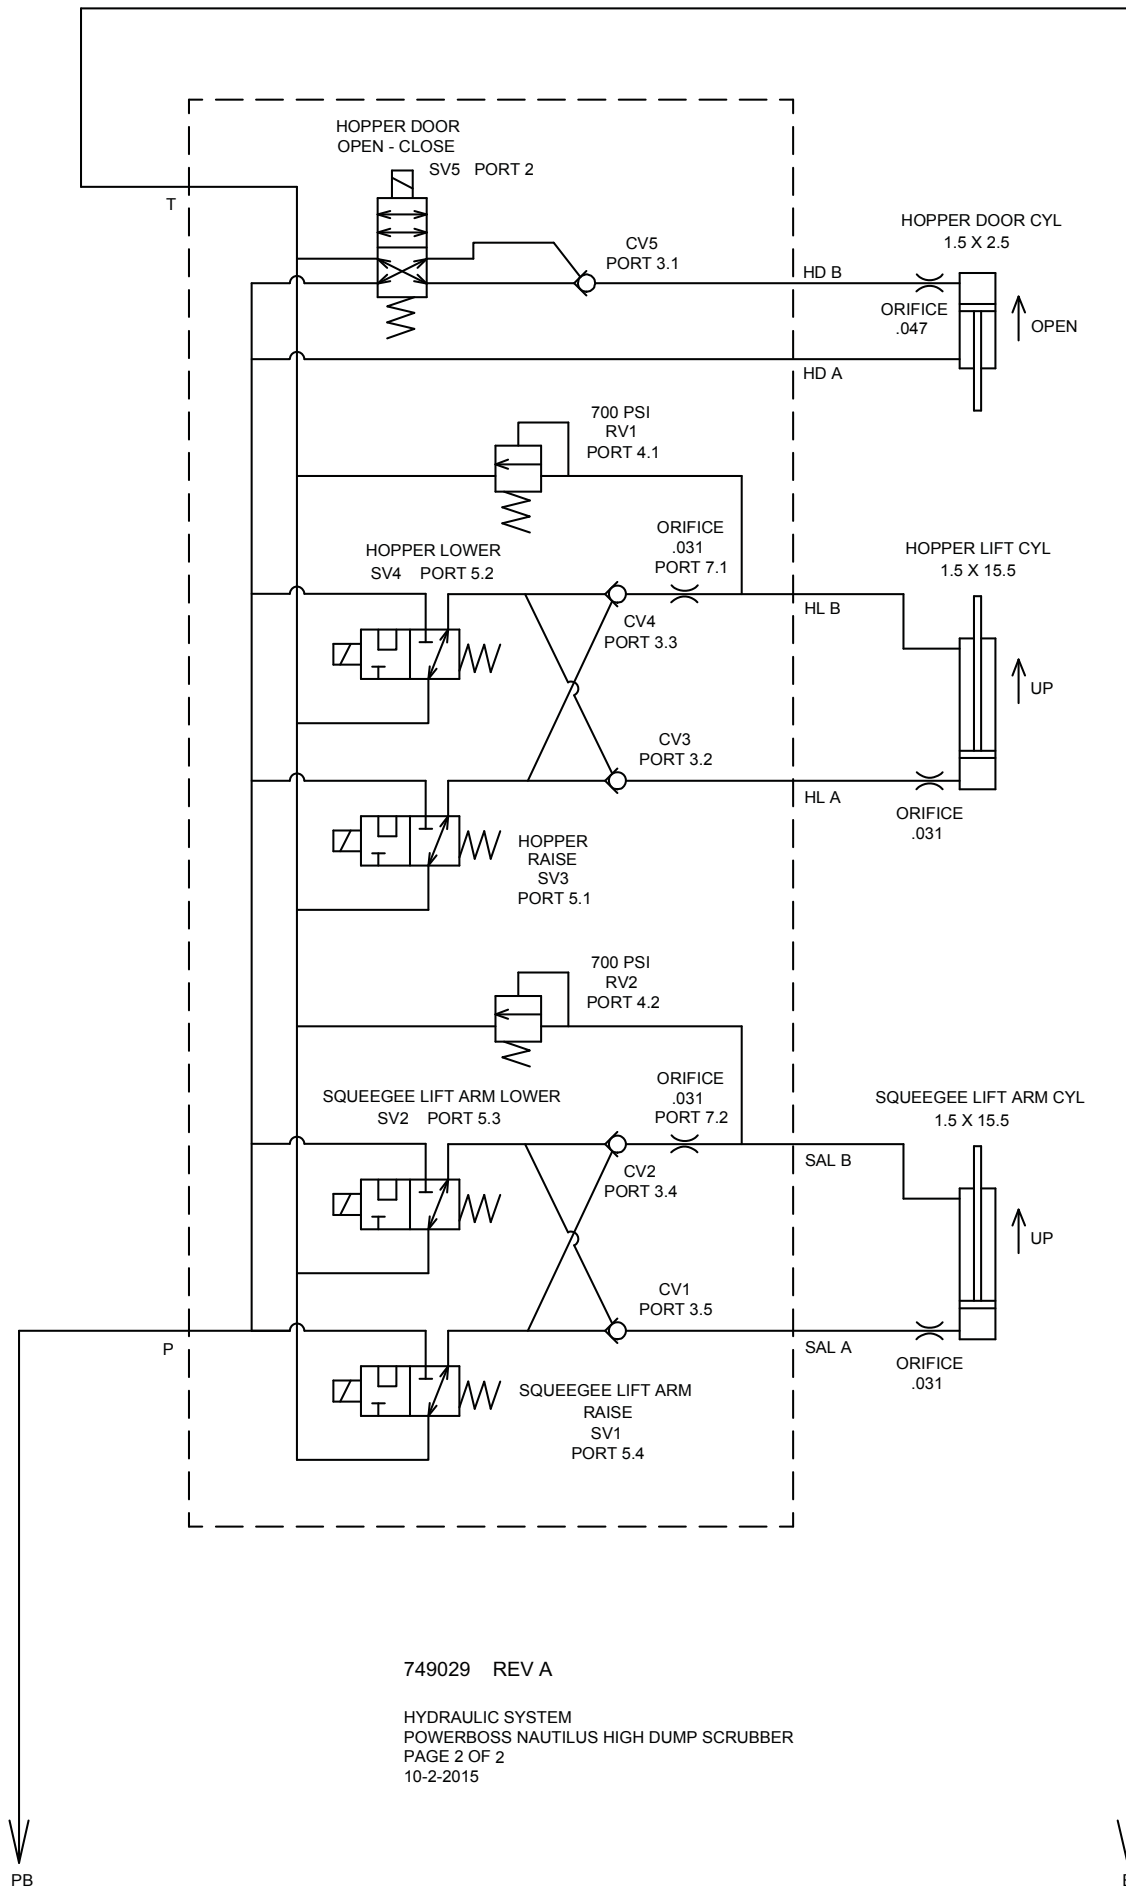 HOPPER DOOR
OPEN - CLOSE
SV5 PORT 2
T
CV5
PORT 3.1
HD B
HOPPER DOOR CYL
1.5 X 2.5
ORIFICE
.047
OPEN
HD A
700 PSI
RV1
PORT 4.1
HOPPER LOWER
SV4 PORT 5.2
ORIFICE
.031
PORT 7.1
HOPPER LIFT CYL
1.5 X 15.5
CV4
PORT 3.3
HL B
UP
CV3
PORT 3.2
HL A
ORIFICE
.031
HOPPER
RAISE
SV3
PORT 5.1
700 PSI
RV2
PORT 4.2
SQUEEGEE LIFT ARM LOWER
SV2 PORT 5.3
ORIFICE
.031
PORT 7.2
SQUEEGEE LIFT ARM CYL
1.5 X 15.5
CV2
PORT 3.4
SAL B
UP
CV1
PORT 3.5
P
SAL A
ORIFICE
.031
SQUEEGEE LIFT ARM
RAISE
SV1
PORT 5.4
749029 REV A
HYDRAULIC SYSTEM
POWERBOSS NAUTILUS HIGH DUMP SCRUBBER
PAGE 2 OF 2
10-2-2015
PB